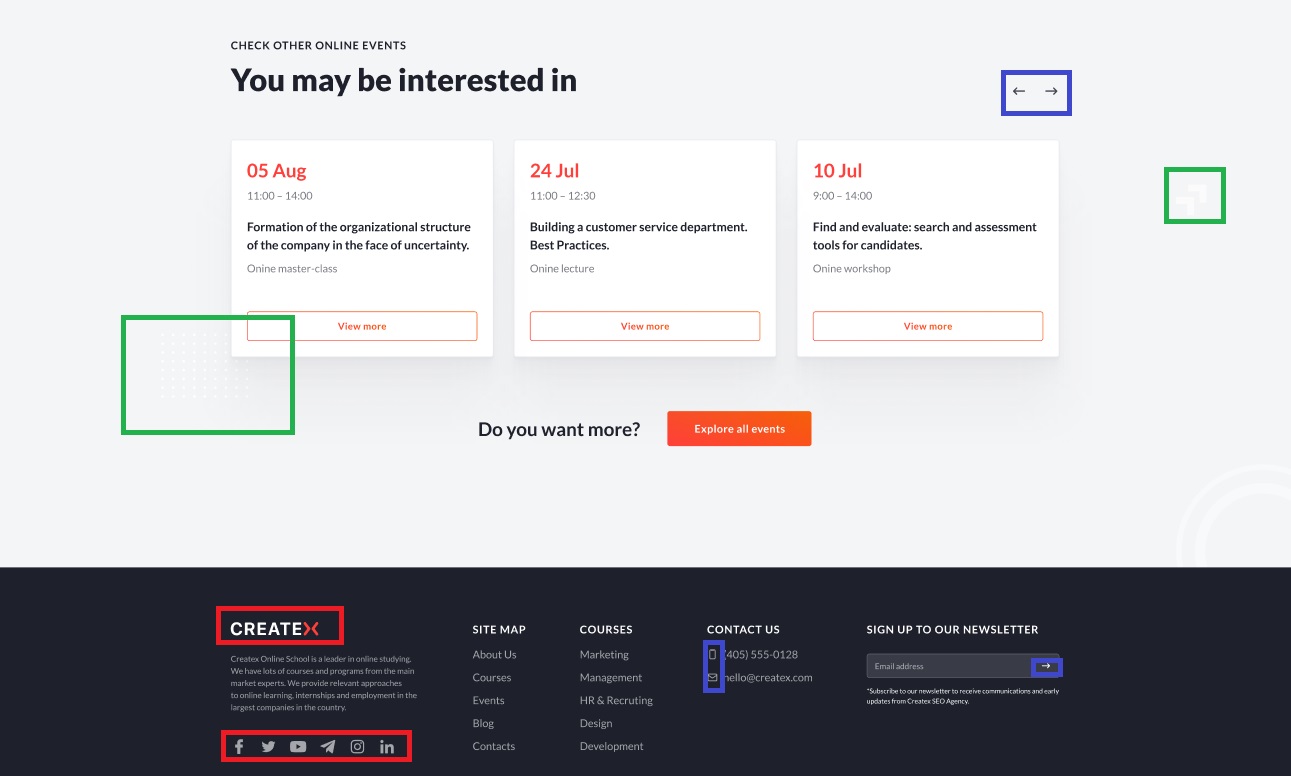 CHECK OTHER ONLINE EVENTS
You may be interested in
05 Aug
11:00 – 14:00
Formation of the organizational structure
of the company in the face of uncertainty.
Onine master-class
View more
24 Jul
11:00 – 12:30
Building a customer service department.
Best Practices.
Onine lecture
View more
10 Jul
9:00 – 14:00
Find and evaluate: search and assessment
tools for candidates.
Onine workshop
View more
Do you want more?
Explore all events
CREATEX
Createx Online School is a leader in online studying.
We have lots of courses and programs from the main
market experts. We provide relevant approaches
to online learning, internships and employment in the
largest companies in the country.
SITE MAP
About Us
Courses
Events
Blog
Contacts
COURSES
Marketing
Management
HR & Recruting
Design
Development
CONTACT US
(405) 555-0128
hello@createx.com
SIGN UP TO OUR NEWSLETTER
Email address
*Subscribe to our newsletter to receive communications and early
updates from Createx SEO Agency.